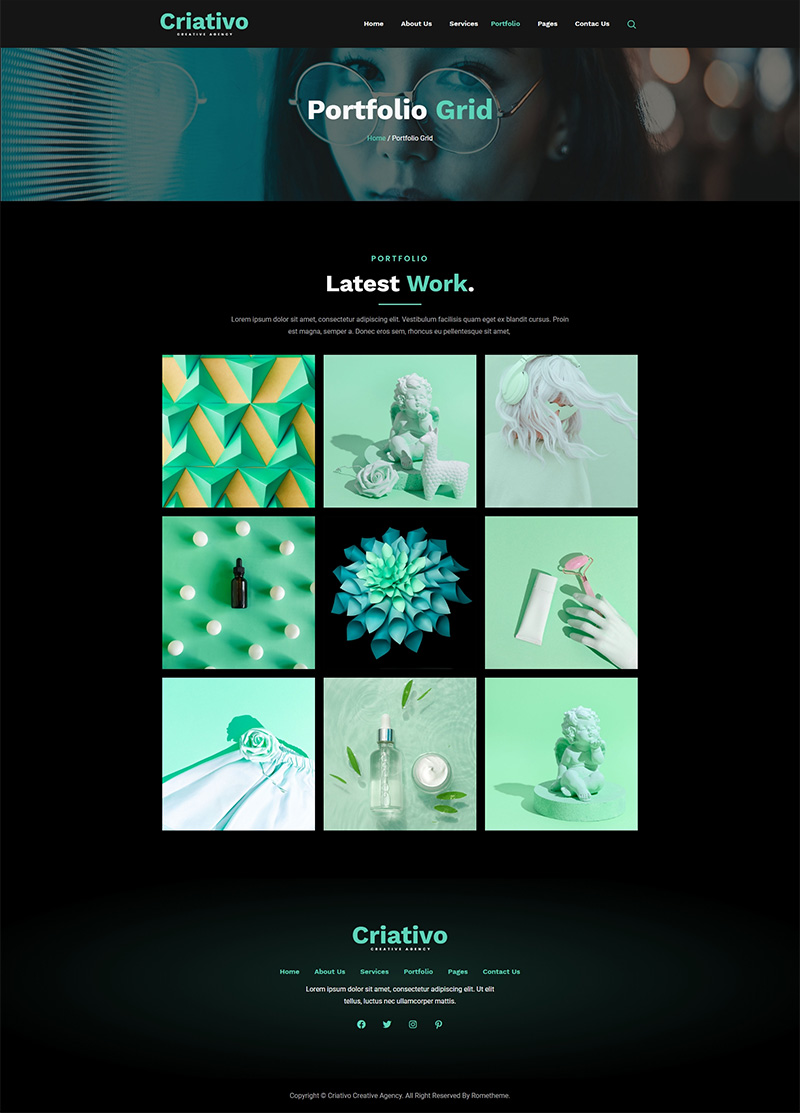 Criativo
CREATIVE AGENCY
Home About Us Services Portfolio Pages Contac Us
Portfolio Grid
Home / Portfolio Grid
PORTFOLIO
Latest Work.
Lorem ipsum dolor sit amet, consectetur adipiscing elit. Vestibulum facilisis quam eget ex blandit cursus. Proin
est magna, semper a. Donec eros sem, rhoncus eu pellentesque sit amet,
Criativo
CREATIVE AGENCY
Home About Us Services Portfolio Pages Contact Us
Lorem ipsum dolor sit amet, consectetur adipiscing elit. Ut elit
tellus, luctus nec ullamcorper mattis.
Copyright © Criativo Creative Agency. All Right Reserved By Rometheme.